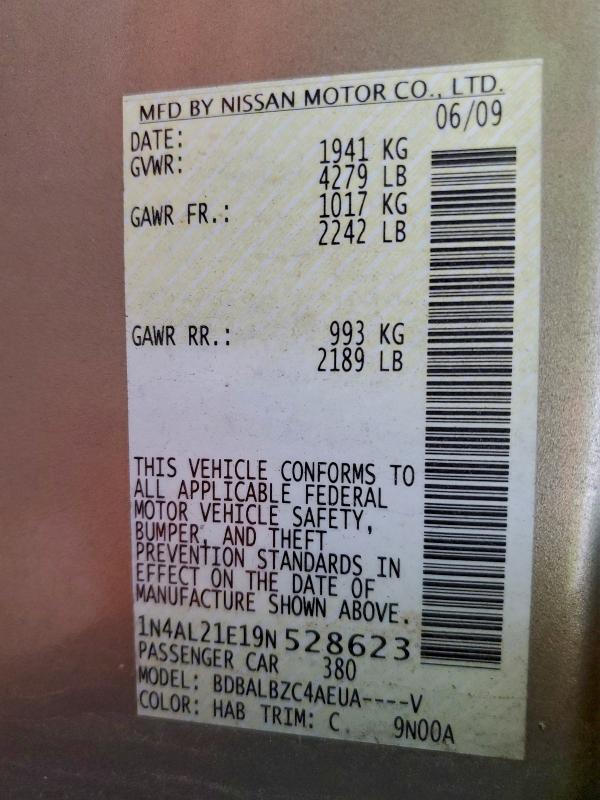 MFD BY NISSAN MOTOR CO., LTD.
DATE: 06/09
GVWR: 1941 KG
4279 LB
GAWR FR.: 1017 KG
2242 LB
GAWR RR.: 993 KG
2189 LB
THIS VEHICLE CONFORMS TO
ALL APPLICABLE FEDERAL
MOTOR VEHICLE SAFETY,
BUMPER, AND THEFT
PREVENTION STANDARDS IN
EFFECT ON THE DATE OF
MANUFACTURE SHOWN ABOVE.
1N4AL21E19N 528623
PASSENGER CAR 380
MODEL: BDBALBZC4AEUA----V
COLOR: HAB TRIM: C 9N00A